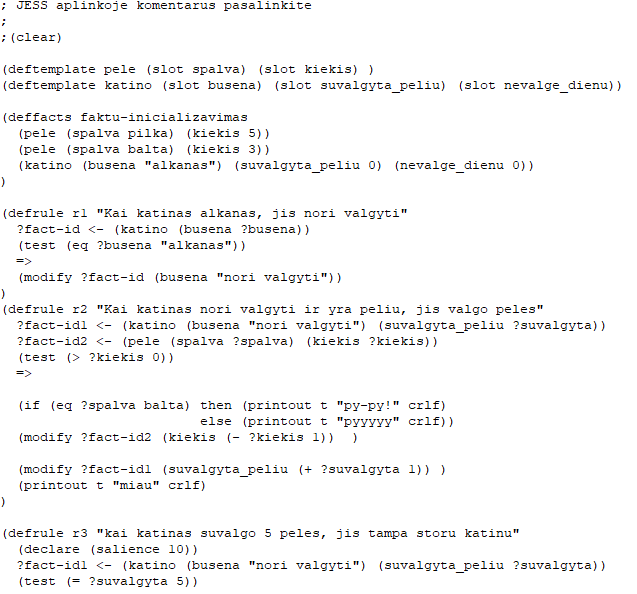 ; JESS aplinkoje komentarus pasalinkite
;
;(clear)
(deftemplate pele (slot spalva) (slot kiekis) )
(deftemplate katino (slot busena) (slot suvalgyta_peliu) (slot nevalge_dienu))
(deffacts faktu-inicializavimas
  (pele (spalva pilka) (kiekis 5))
  (pele (spalva balta) (kiekis 3))
  (katino (busena "alkanas") (suvalgyta_peliu 0) (nevalge_dienu 0))
)
(defrule r1 "Kai katinas alkanas, jis nori valgyti"
  ?fact-id <- (katino (busena ?busena))
  (test (eq ?busena "alkanas"))
  =>
  (modify ?fact-id (busena "nori valgyti"))
)
(defrule r2 "Kai katinas nori valgyti ir yra peliu, jis valgo peles"
  ?fact-id1 <- (katino (busena "nori valgyti") (suvalgyta_peliu ?suvalgyta))
  ?fact-id2 <- (pele (spalva ?spalva) (kiekis ?kiekis))
  (test (> ?kiekis 0))
  =>
  (if (eq ?spalva balta) then (printout t "py-py!" crlf)
                         else (printout t "pyyyyy" crlf))
  (modify ?fact-id2 (kiekis (- ?kiekis 1))  )
  (modify ?fact-id1 (suvalgyta_peliu (+ ?suvalgyta 1)) )
  (printout t "miau" crlf)
)
(defrule r3 "kai katinas suvalgo 5 peles, jis tampa storu katinu"
  (declare (salience 10))
  ?fact-id1 <- (katino (busena "nori valgyti") (suvalgyta_peliu ?suvalgyta))
  (test (= ?suvalgyta 5))